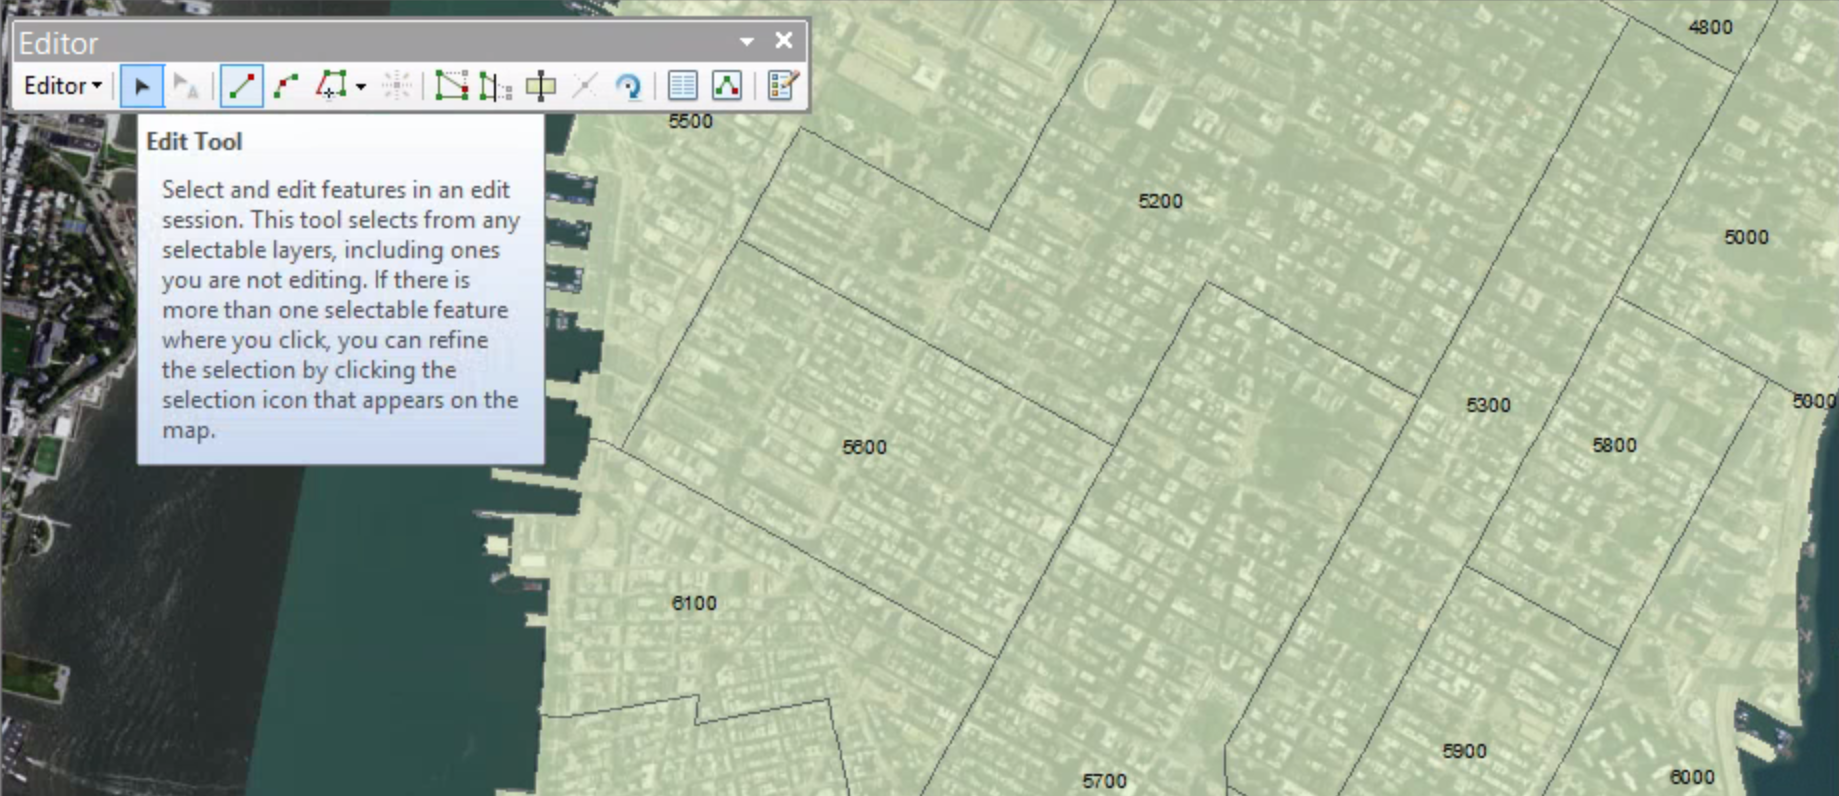 Editor
Editor
Edit Tool
Select and edit features in an edit
session. This tool selects from any
selectable layers, including ones
you are not editing. If there is
more than one selectable feature
where you click, you can refine
the selection by clicking the
selection icon that appears on the
map.
4800
5500
5200
5000
5300
5000
5600
5800
6100
5900
5700
6000